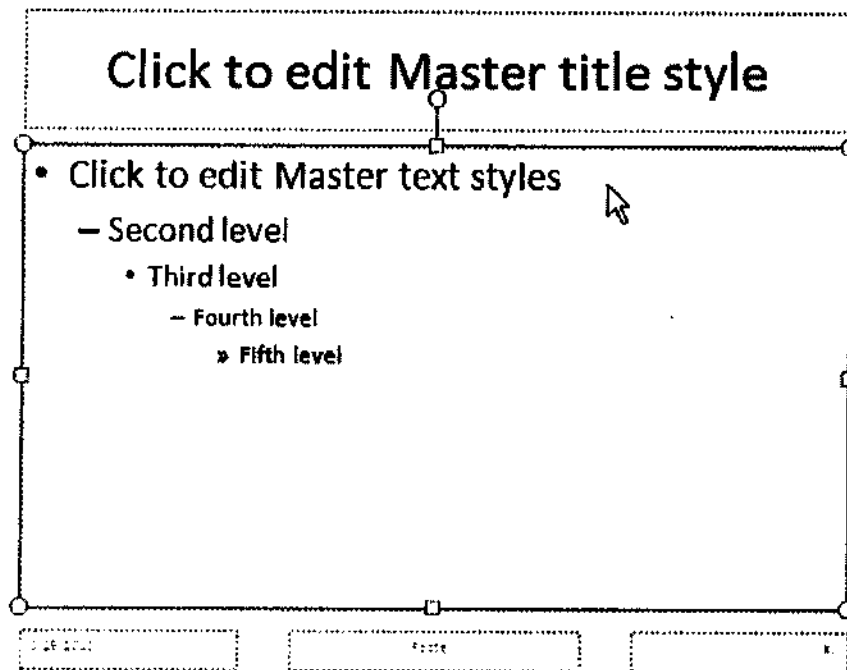 Click to edit Master title style
• Click to edit Master text styles
– Second level
• Third level
– Fourth level
» Fifth level